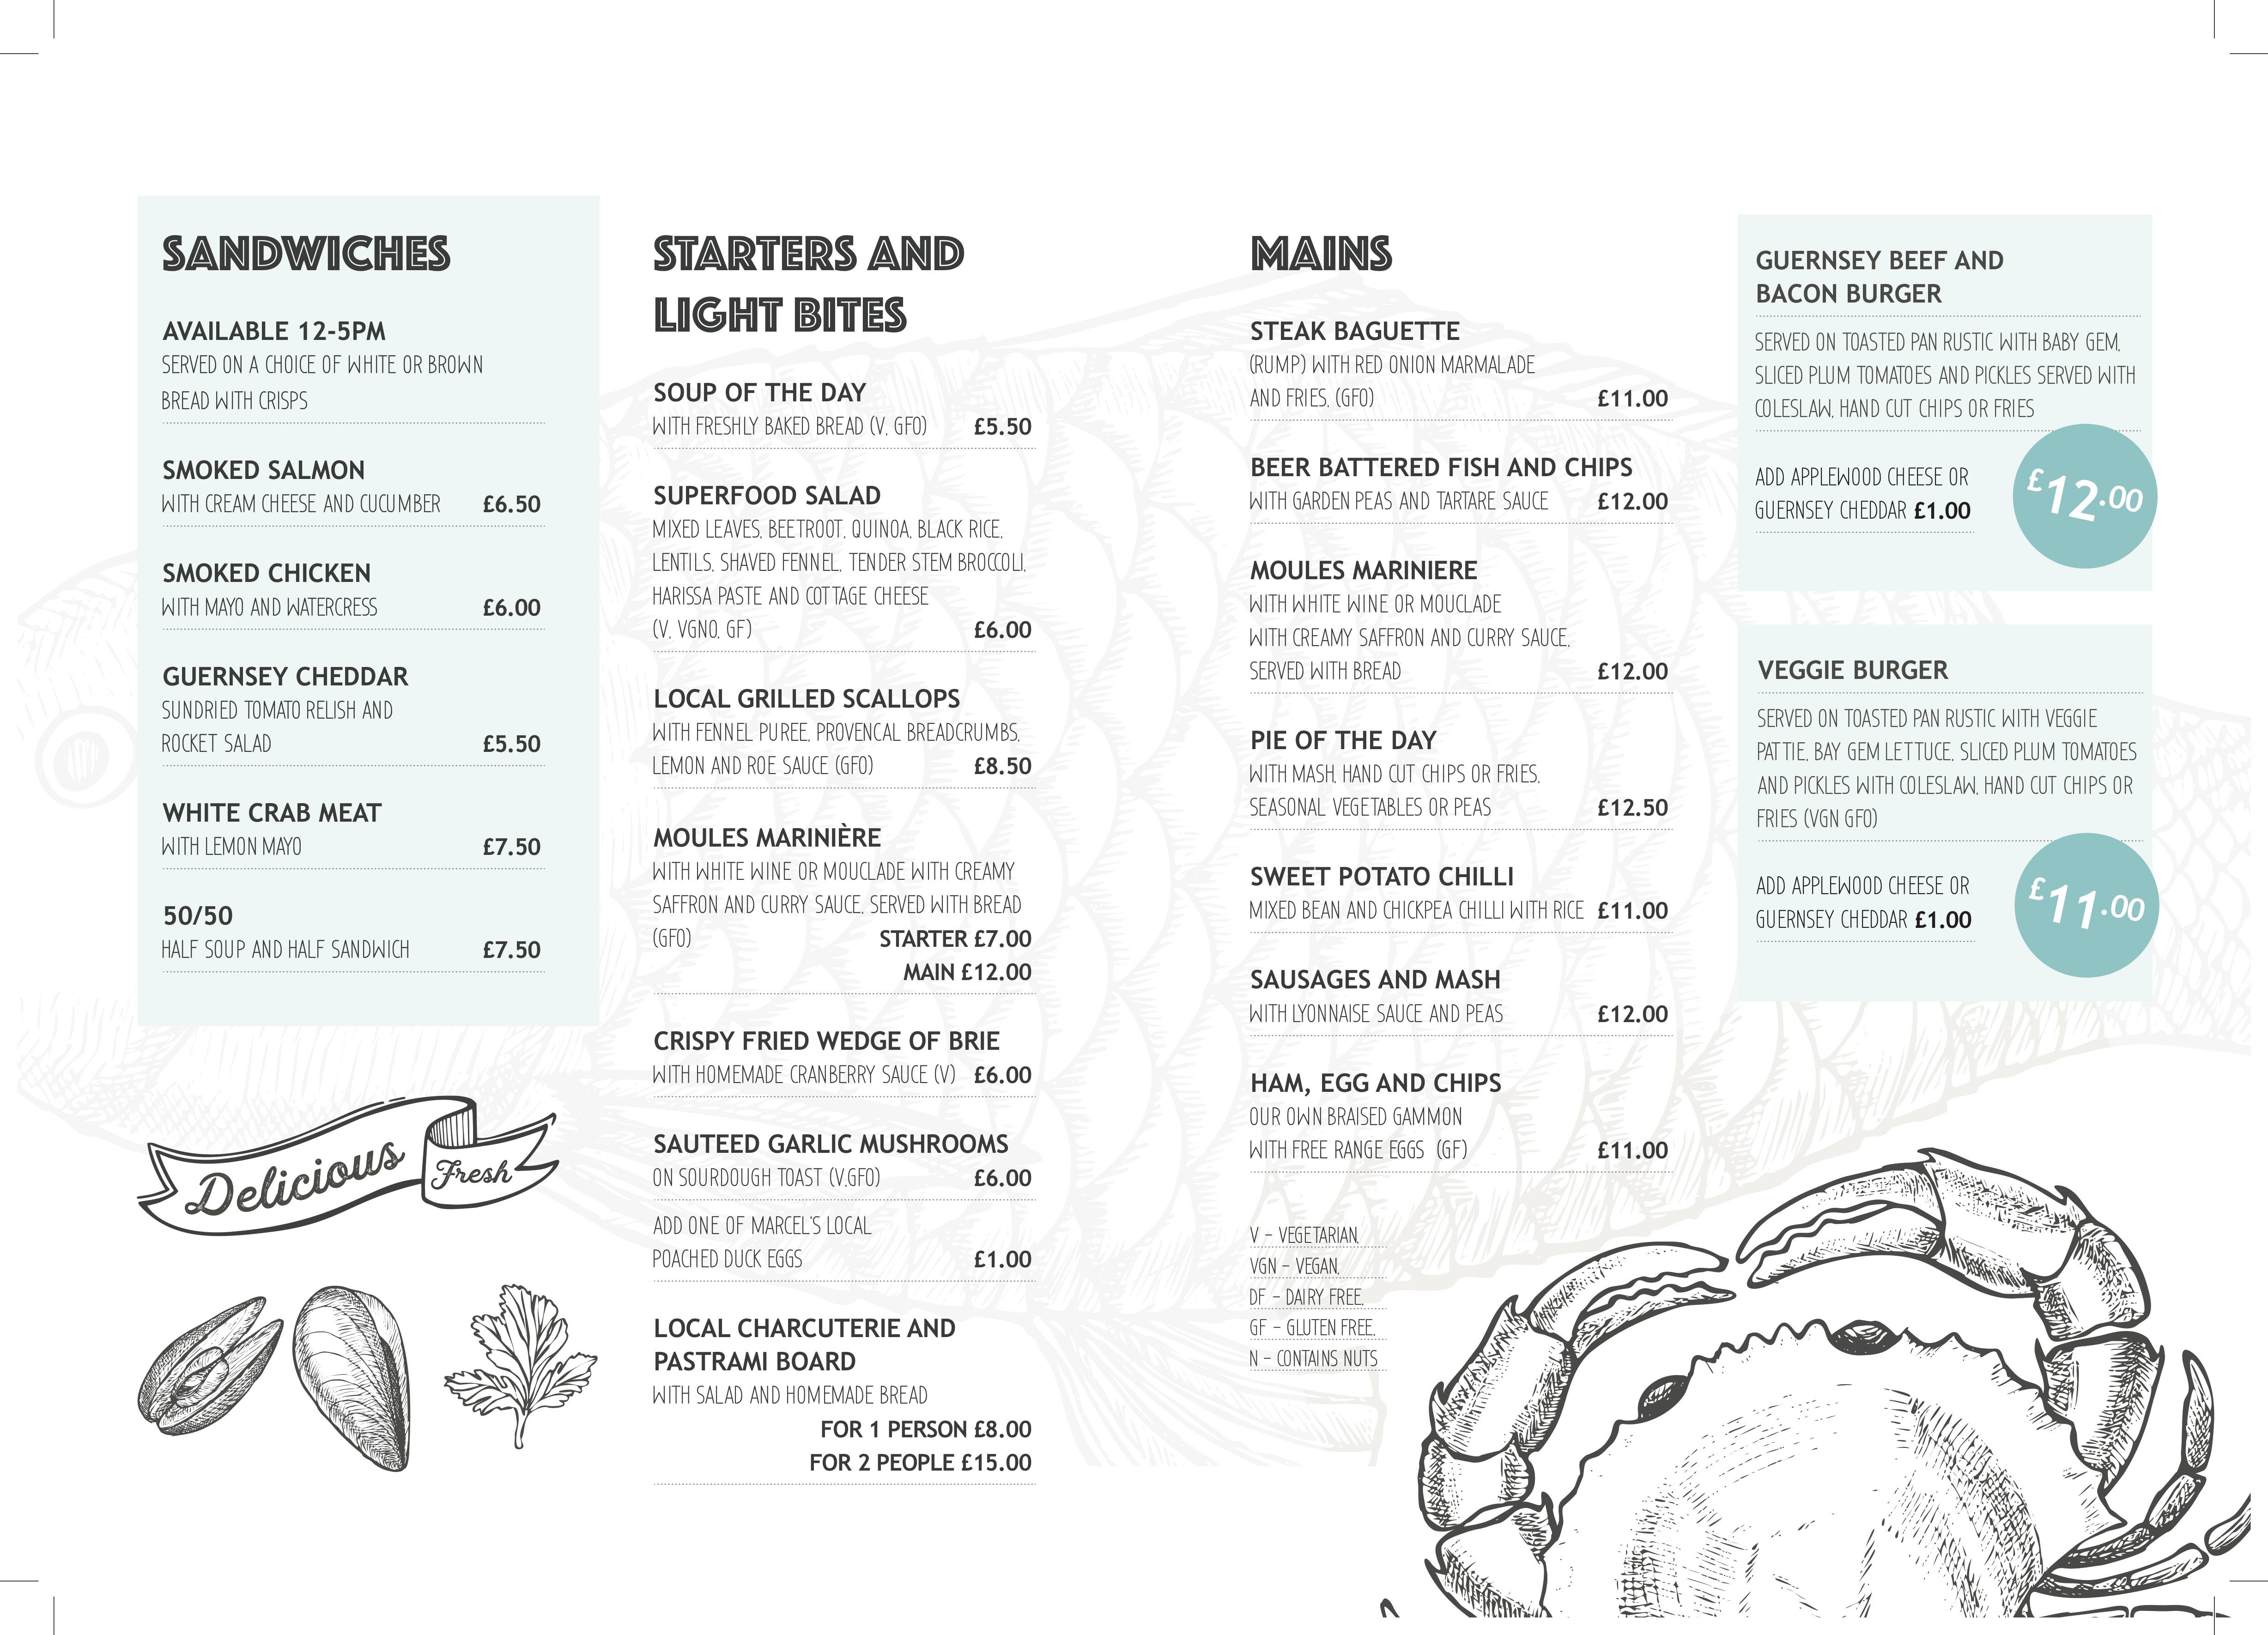 SANDWICHES
AVAILABLE 12-5PM
SERVED ON A CHOICE OF WHITE OR BROWN
BREAD WITH CRISPS
SMOKED SALMON
WITH CREAM CHEESE AND CUCUMBER £6.50
SMOKED CHICKEN
WITH MAYO AND WATERCRESS £6.00
GUERNSEY CHEDDAR
SUNDRIED TOMATO RELISH AND
ROCKET SALAD £5.50
WHITE CRAB MEAT
WITH LEMON MAYO £7.50
50/50
HALF SOUP AND HALF SANDWICH £7.50
Delicious Fresh
STARTERS AND
LIGHT BITES
SOUP OF THE DAY
WITH FRESHLY BAKED BREAD (V, GFO) £5.50
SUPERFOOD SALAD
MIXED LEAVES, BEETROOT, QUINOA, BLACK RICE,
LENTILS, SHAVED FENNEL, TENDER STEM BROCCOLI,
HARISSA PASTE AND COTTAGE CHEESE
(V, VGNO, GF) £6.00
LOCAL GRILLED SCALLOPS
WITH FENNEL PUREE, PROVENCAL BREADCRUMBS,
LEMON AND ROE SAUCE (GFO) £8.50
MOULES MARINIÈRE
WITH WHITE WINE OR MOUCLADE WITH CREAMY
SAFFRON AND CURRY SAUCE, SERVED WITH BREAD
(GFO) STARTER £7.00
MAIN £12.00
CRISPY FRIED WEDGE OF BRIE
WITH HOMEMADE CRANBERRY SAUCE (V) £6.00
SAUTEED GARLIC MUSHROOMS
ON SOURDOUGH TOAST (V,GFO) £6.00
ADD ONE OF MARCEL'S LOCAL
POACHED DUCK EGGS £1.00
LOCAL CHARCUTERIE AND
PASTRAMI BOARD
WITH SALAD AND HOMEMADE BREAD
FOR 1 PERSON £8.00
FOR 2 PEOPLE £15.00
MAINS
STEAK BAGUETTE
(RUMP) WITH RED ONION MARMALADE
AND FRIES, (GFO) £11.00
BEER BATTERED FISH AND CHIPS
WITH GARDEN PEAS AND TARTARE SAUCE £12.00
MOULES MARINIERE
WITH WHITE WINE OR MOUCLADE
WITH CREAMY SAFFRON AND CURRY SAUCE,
SERVED WITH BREAD £12.00
PIE OF THE DAY
WITH MASH, HAND CUT CHIPS OR FRIES,
SEASONAL VEGETABLES OR PEAS £12.50
SWEET POTATO CHILLI
MIXED BEAN AND CHICKPEA CHILLI WITH RICE £11.00
SAUSAGES AND MASH
WITH LYONNAISE SAUCE AND PEAS £12.00
HAM, EGG AND CHIPS
OUR OWN BRAISED GAMMON
WITH FREE RANGE EGGS (GF) £11.00
V – VEGETARIAN,
VGN – VEGAN,
DF – DAIRY FREE,
GF – GLUTEN FREE,
N – CONTAINS NUTS
GUERNSEY BEEF AND
BACON BURGER
SERVED ON TOASTED PAN RUSTIC WITH BABY GEM,
SLICED PLUM TOMATOES AND PICKLES SERVED WITH
COLESLAW, HAND CUT CHIPS OR FRIES
ADD APPLEWOOD CHEESE OR
GUERNSEY CHEDDAR £1.00
£12.00
VEGGIE BURGER
SERVED ON TOASTED PAN RUSTIC WITH VEGGIE
PATTIE, BAY GEM LETTUCE, SLICED PLUM TOMATOES
AND PICKLES WITH COLESLAW, HAND CUT CHIPS OR
FRIES (VGN GFO)
ADD APPLEWOOD CHEESE OR
GUERNSEY CHEDDAR £1.00
£11.00